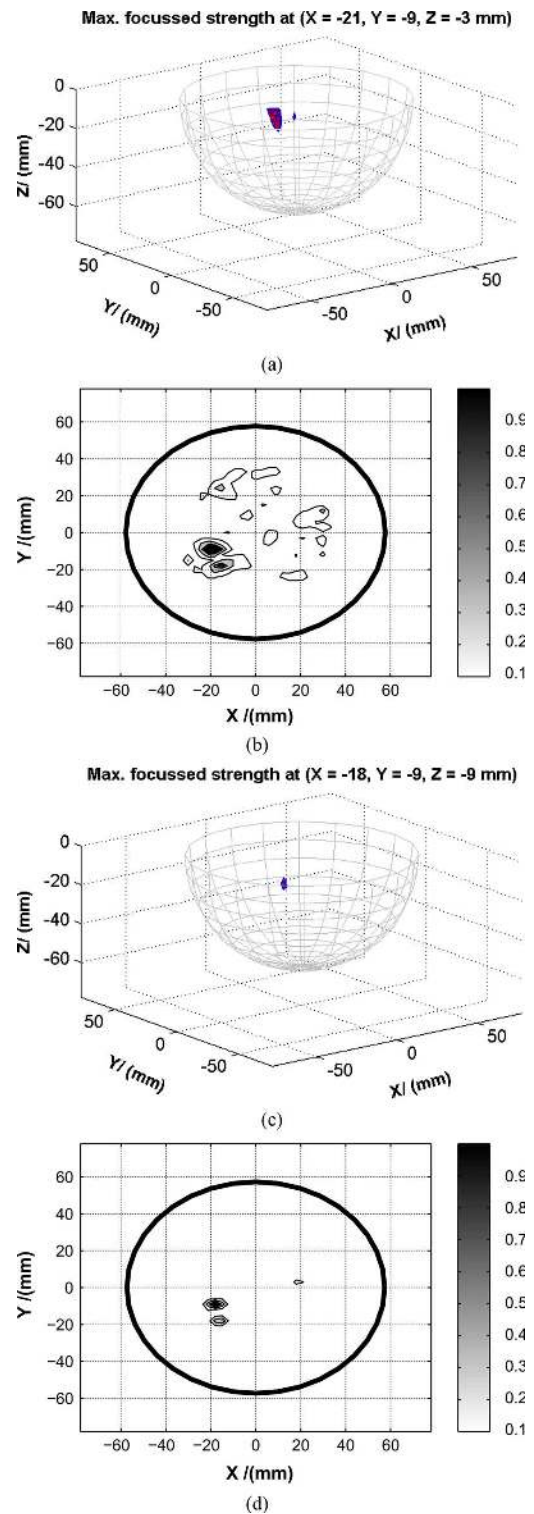 Max. focussed strength at (X = -21, Y = -9, Z = -3 mm)
0
-20
-40
-60
Z/ (mm)
50
0
-50
Y/ (mm)
-50
0
50
X/ (mm)
(a)
60
40
20
0
−20
−40
−60
Y /(mm)
−60 −40 −20 0 20 40 60
X /(mm)
0.9
0.8
0.7
0.6
0.5
0.4
0.3
0.2
0.1
(b)
Max. focussed strength at (X = -18, Y = -9, Z = -9 mm)
0
-20
-40
-60
Z/ (mm)
50
0
-50
Y/ (mm)
-50
0
50
X/ (mm)
(c)
60
40
20
0
−20
−40
−60
Y /(mm)
−60 −40 −20 0 20 40 60
X /(mm)
0.9
0.8
0.7
0.6
0.5
0.4
0.3
0.2
0.1
(d)